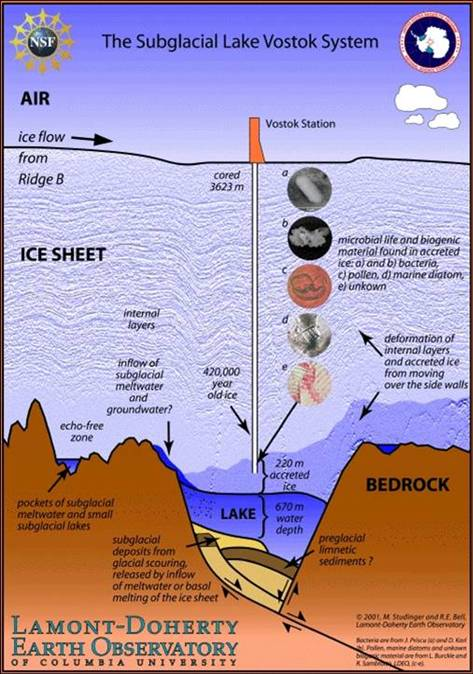 NSF
The Subglacial Lake Vostok System
AIR
ice flow
from
Ridge B
Vostok Station
cored
3623 m
a
b
c
d
e
microbial life and biogenic
material found in accreted
ice: a) and b) bacteria,
c) pollen, d) marine diatom,
e) unkown
ICE SHEET
internal
layers
deformation of
internal layers
and accreted ice
from moving
over the side walls
inflow of
subglacial
meltwater
and
groundwater?
420,000
year
old ice
echo-free
zone
220 m
accreted
ice
BEDROCK
LAKE
670 m
water
depth
pockets of subglacial
meltwater and small
subglacial lakes
subglacial
deposits from
glacial scouring,
released by inflow
of meltwater or basal
melting of the ice sheet
preglacial
limnetic
sediments ?
LAMONT-DOHERTY
EARTH OBSERVATORY
OF COLUMBIA UNIVERSITY
© 2001, M. Studinger and R.E. Bell,
Lamont-Doherty Earth Observatory
Bacteria are from J. Priscu (a) and D. Karl
(b). Pollen, marine diatoms and unknown
material are from L. Burckle and
R. Sambrotto, LDEO, (c-e).